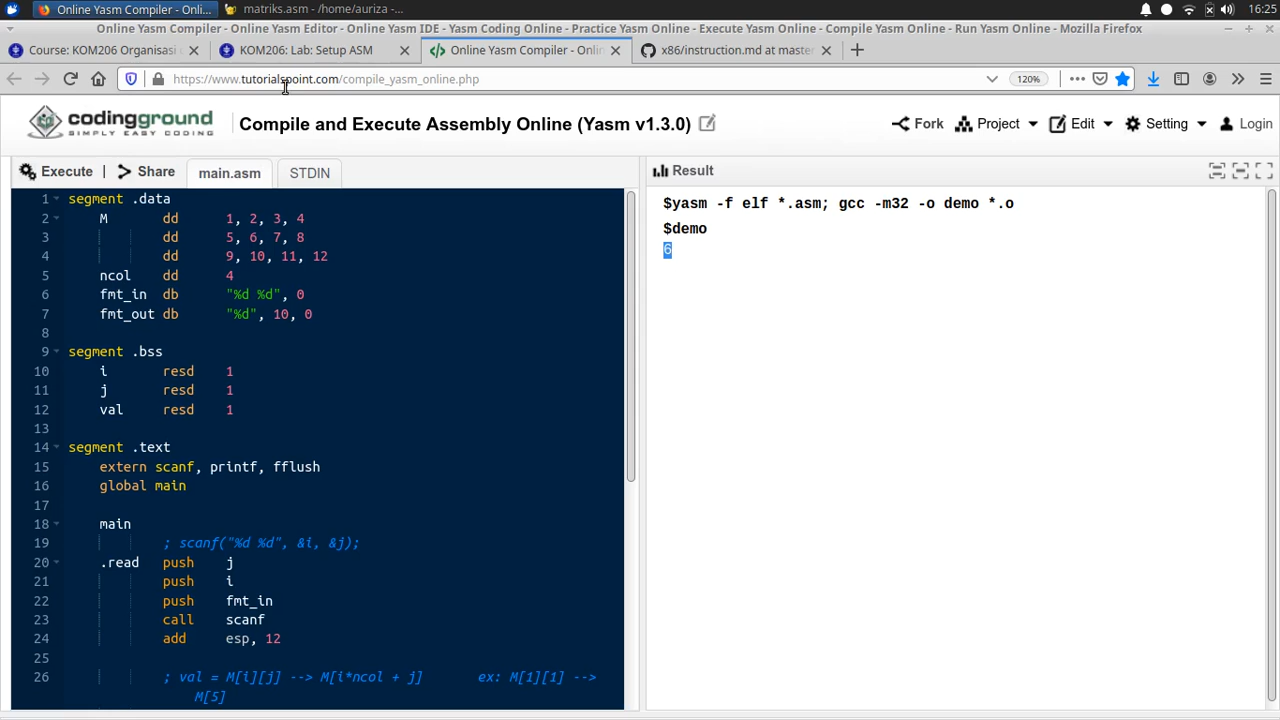 Online Yasm Compiler - Onli... matriks.asm - /home/auriza -... 16:25
Online Yasm Compiler - Online Yasm Editor - Online Yasm IDE - Yasm Coding Online - Practice Yasm Online - Execute Yasm Online - Compile Yasm Online - Run Yasm Online - Mozilla Firefox
Course: KOM206 Organisasi KOM206: Lab: Setup ASM Online Yasm Compiler - Onlin x86/instruction.md at master
https://www.tutorialspoint.com/compile_yasm_online.php 120%
codingground
SIMPLY EASY CODING
Compile and Execute Assembly Online (Yasm v1.3.0)
Fork Project Edit Setting Login
Execute | Share main.asm STDIN
Result
1 segment .data
2 M dd 1, 2, 3, 4
3 dd 5, 6, 7, 8
4 dd 9, 10, 11, 12
5 ncol dd 4
6 fmt_in db "%d %d", 0
7 fmt_out db "%d", 10, 0
8
9 segment .bss
10 i resd 1
11 j resd 1
12 val resd 1
13
14 segment .text
15 extern scanf, printf, fflush
16 global main
17
18 main
19 ; scanf("%d %d", &i, &j);
20 .read push j
21 push i
22 push fmt_in
23 call scanf
24 add esp, 12
25
26 ; val = M[i][j] --> M[i*ncol + j] ex: M[1][1] -->
M[5]
$yasm -f elf *.asm; gcc -m32 -o demo *.o
$demo
6